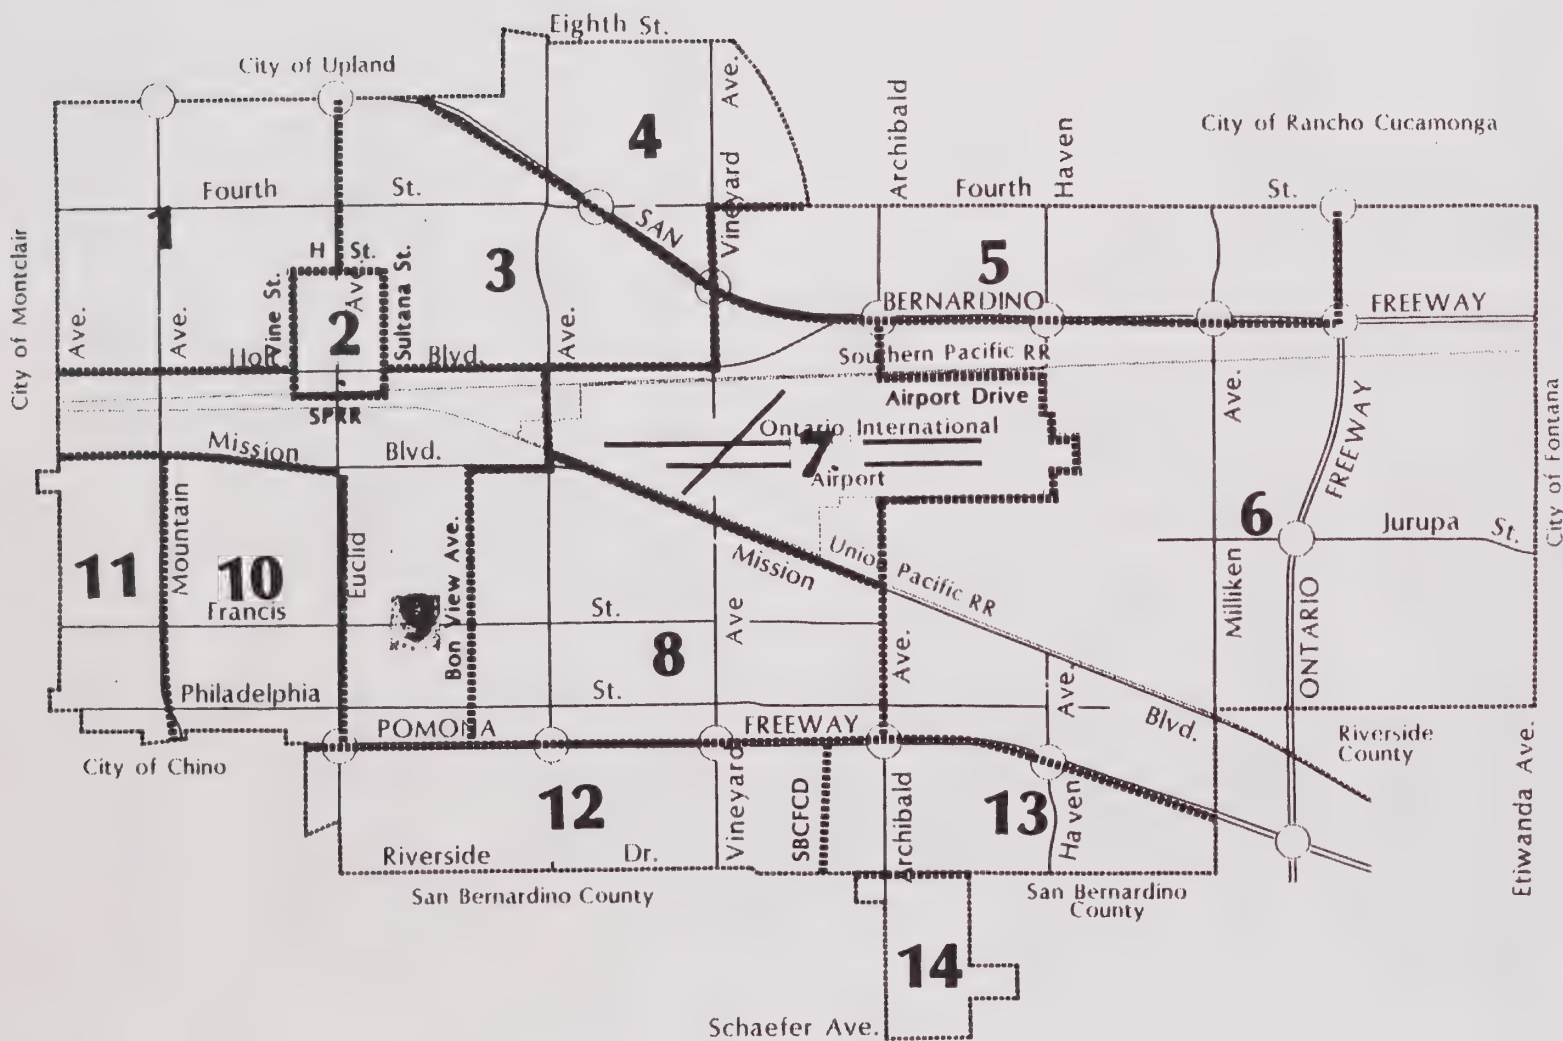 Eighth St.
City of Upland
4
Ave.
Vineyard
Archibald
Haven
City of Rancho Cucamonga
Fourth
St.
Fourth
St.
1
City of Montclair
H St.
Ave.
Vine St.
2
Sultana St.
3
SAN
5
BERNARDINO
FREEWAY
Ave.
Ave.
Ave.
Holt
Blvd.
Southern Pacific RR
Airport Drive
SPRR
Ontario International
7.
Airport
Mission
Blvd.
Ave.
FREEWAY
City of Fontana
6
Jurupa St.
11
Mountain
10
Euclid
9
Bon View Ave.
Mission
Union Pacific RR
Francis
St.
8
Ave
Ave.
Milliken
ONTARIO
Philadelphia
St.
Ave.
Blvd.
POMONA
FREEWAY
Riverside
County
City of Chino
12
Vineyard
SBCFCD
Archibald
13
Haven
Etiwanda Ave.
Riverside
Dr.
San Bernardino County
San Bernardino
County
14
Schaefer Ave.